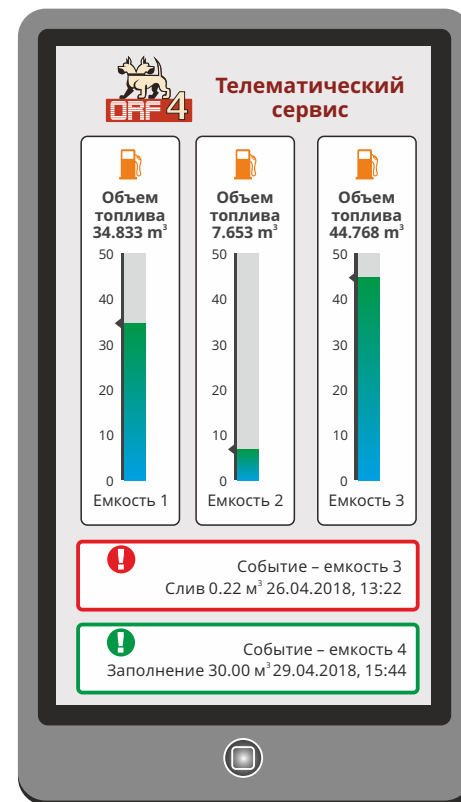 ORF 4
Телематический
сервис
Объем
топлива
34.833 m³
50
40
30
20
10
0
Емкость 1
Объем
топлива
7.653 m³
50
40
30
20
10
0
Емкость 2
Объем
топлива
44.768 m³
50
40
30
20
10
0
Емкость 3
Событие – емкость 3
Слив 0.22 м³ 26.04.2018, 13:22
Событие – емкость 4
Заполнение 30.00 м³ 29.04.2018, 15:44